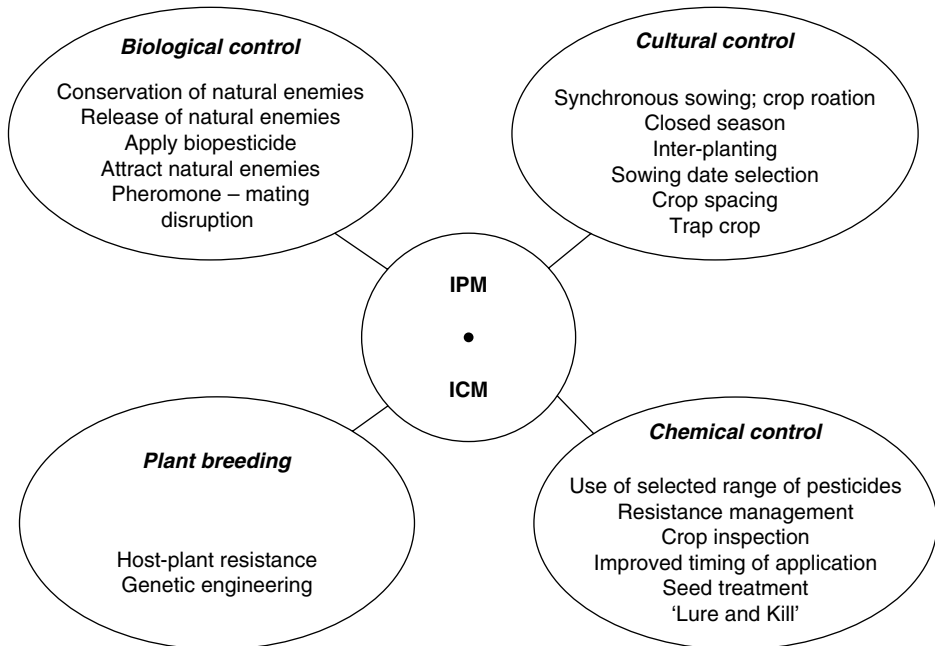 Biological control
Conservation of natural enemies
Release of natural enemies
Apply biopesticide
Attract natural enemies
Pheromone – mating
disruption
Cultural control
Synchronous sowing; crop roation
Closed season
Inter-planting
Sowing date selection
Crop spacing
Trap crop
IPM
•
ICM
Plant breeding
Host-plant resistance
Genetic engineering
Chemical control
Use of selected range of pesticides
Resistance management
Crop inspection
Improved timing of application
Seed treatment
‘Lure and Kill’